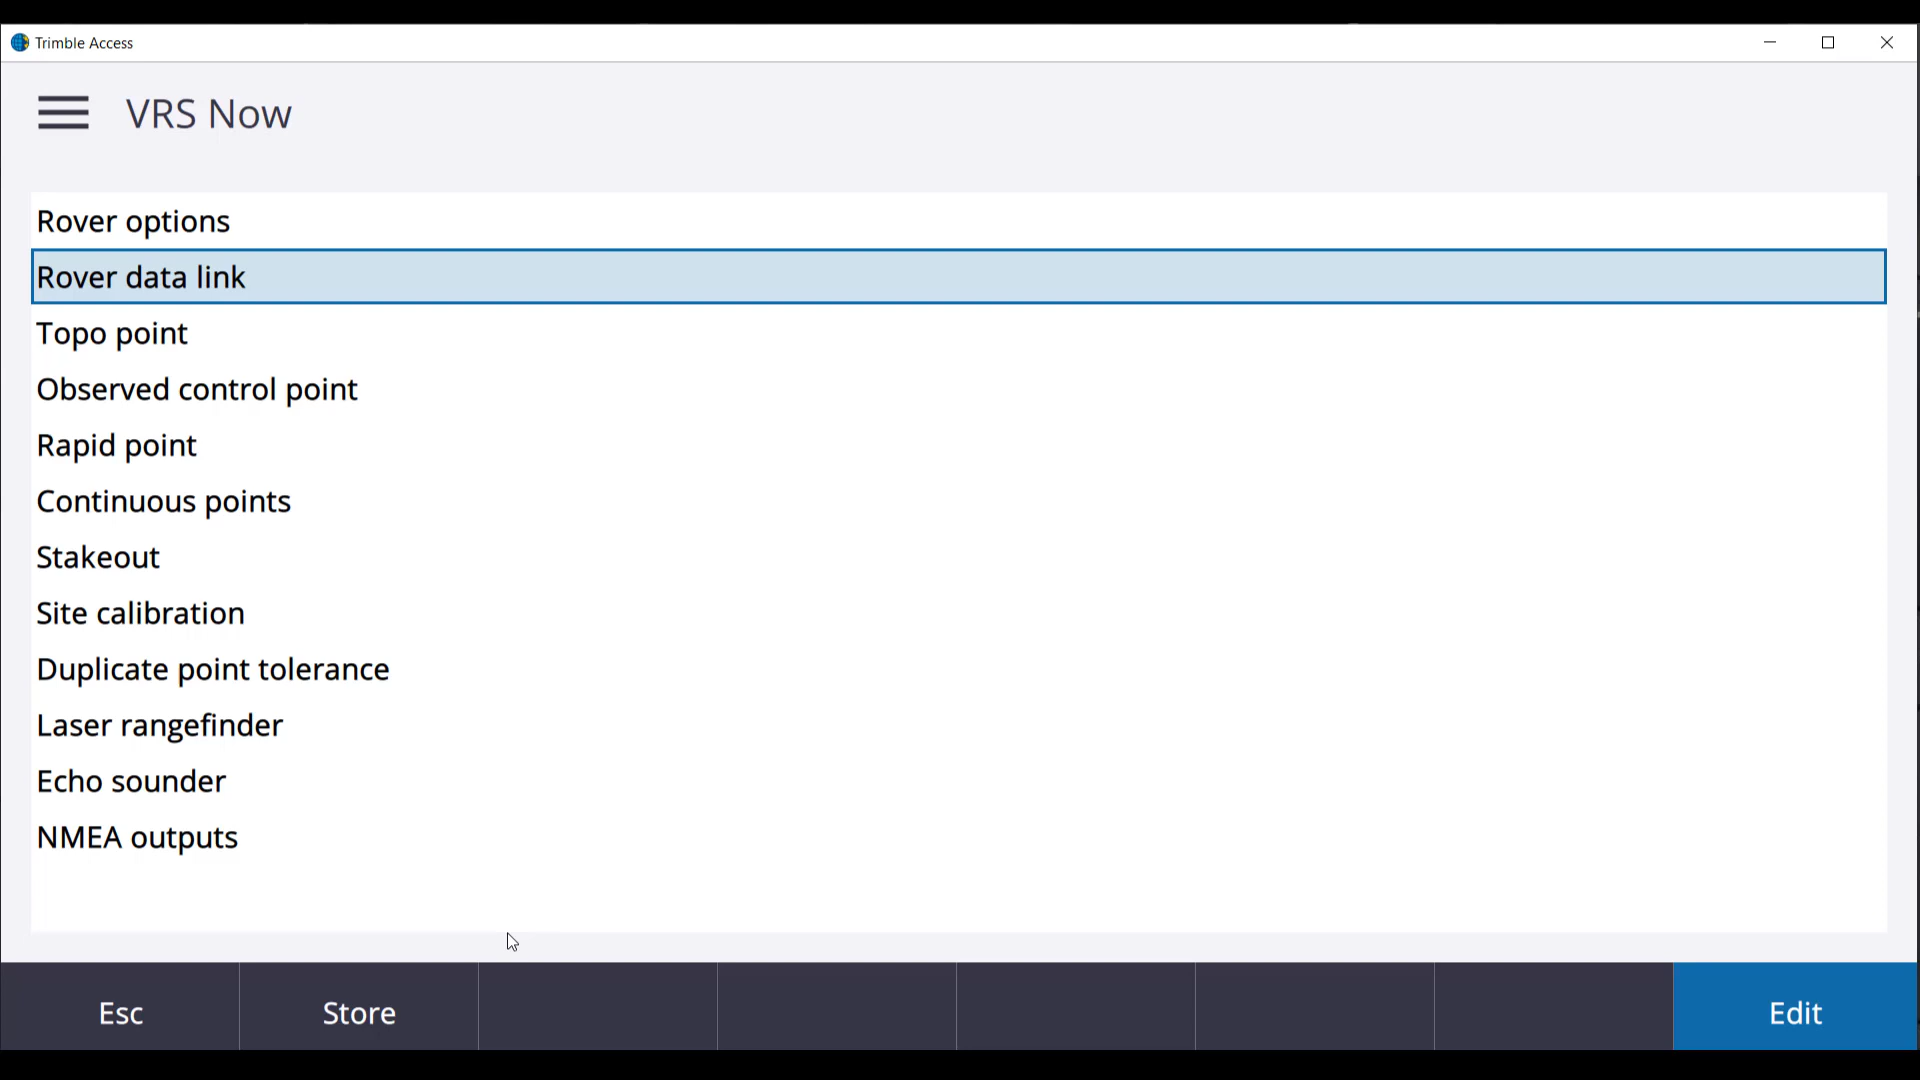 Trimble Access
VRS Now
Rover options
Rover data link
Topo point
Observed control point
Rapid point
Continuous points
Stakeout
Site calibration
Duplicate point tolerance
Laser rangefinder
Echo sounder
NMEA outputs
Esc
Store
Edit